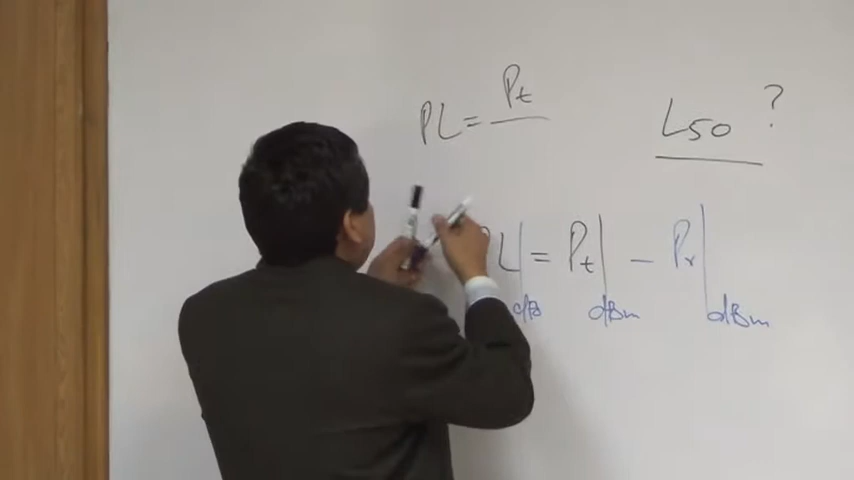 PL = Pt
L50 ?
PL|dB = Pt|dBm - Pr|dBm